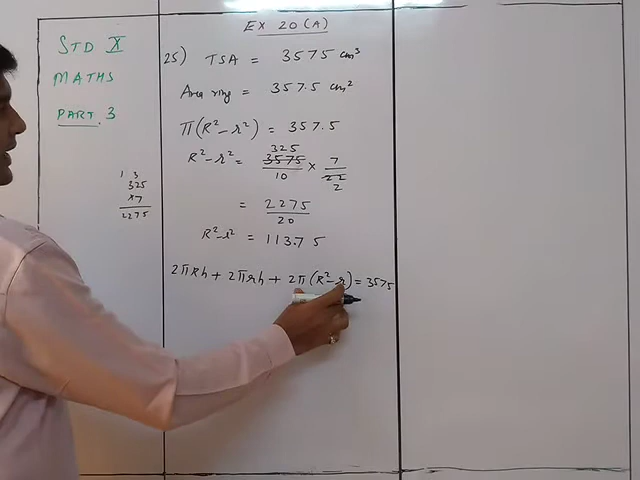 EX 20 (A)
STD X
MATHS
PART. 3
1 3
325
×7
2275
25) TSA = 3575 cm³
Area ring = 357.5 cm²
π(R²-r²) = 357.5
325
R²-r² = 3575/10 × 7/22
2
= 2275/20
R²-r² = 113.75
2πRh + 2πrh + 2π(R²-r) = 3575